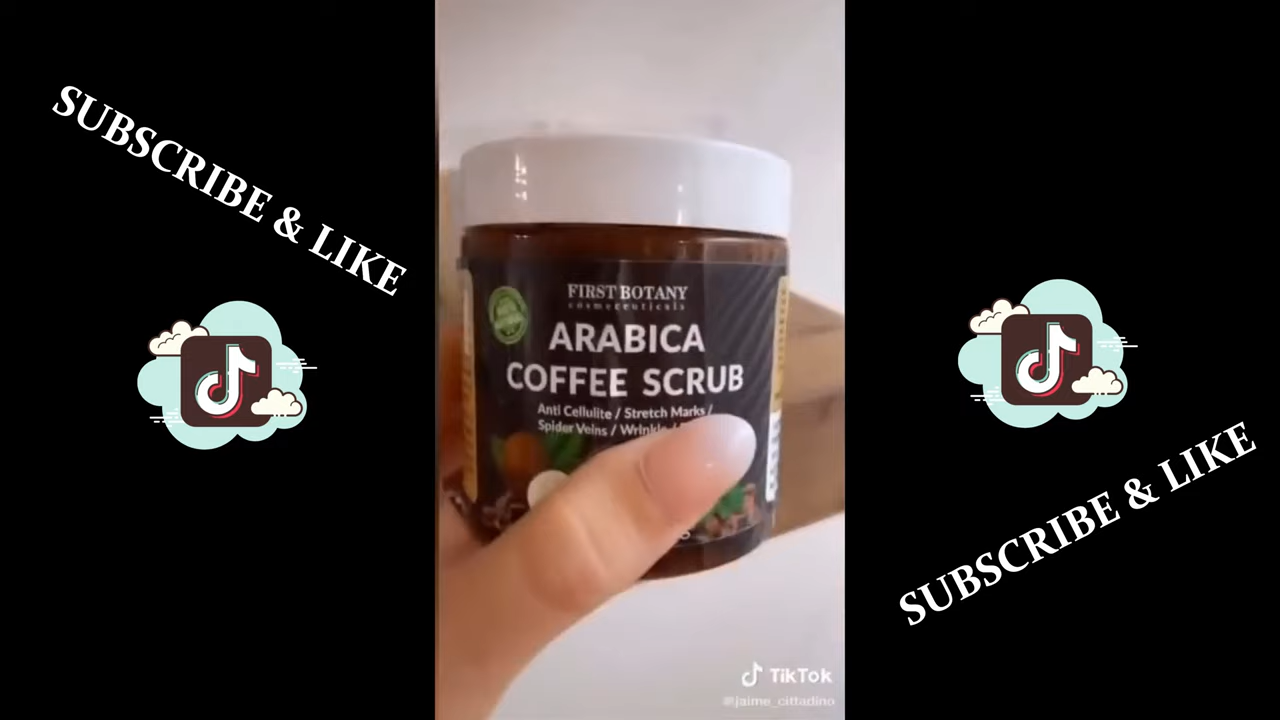 SUBSCRIBE & LIKE
FIRST BOTANY
cosmeceuticals
ARABICA
COFFEE SCRUB
Anti Cellulite / Stretch Marks /
Spider Veins / Wrinkle /
TikTok
@jaime_cittadino
SUBSCRIBE & LIKE